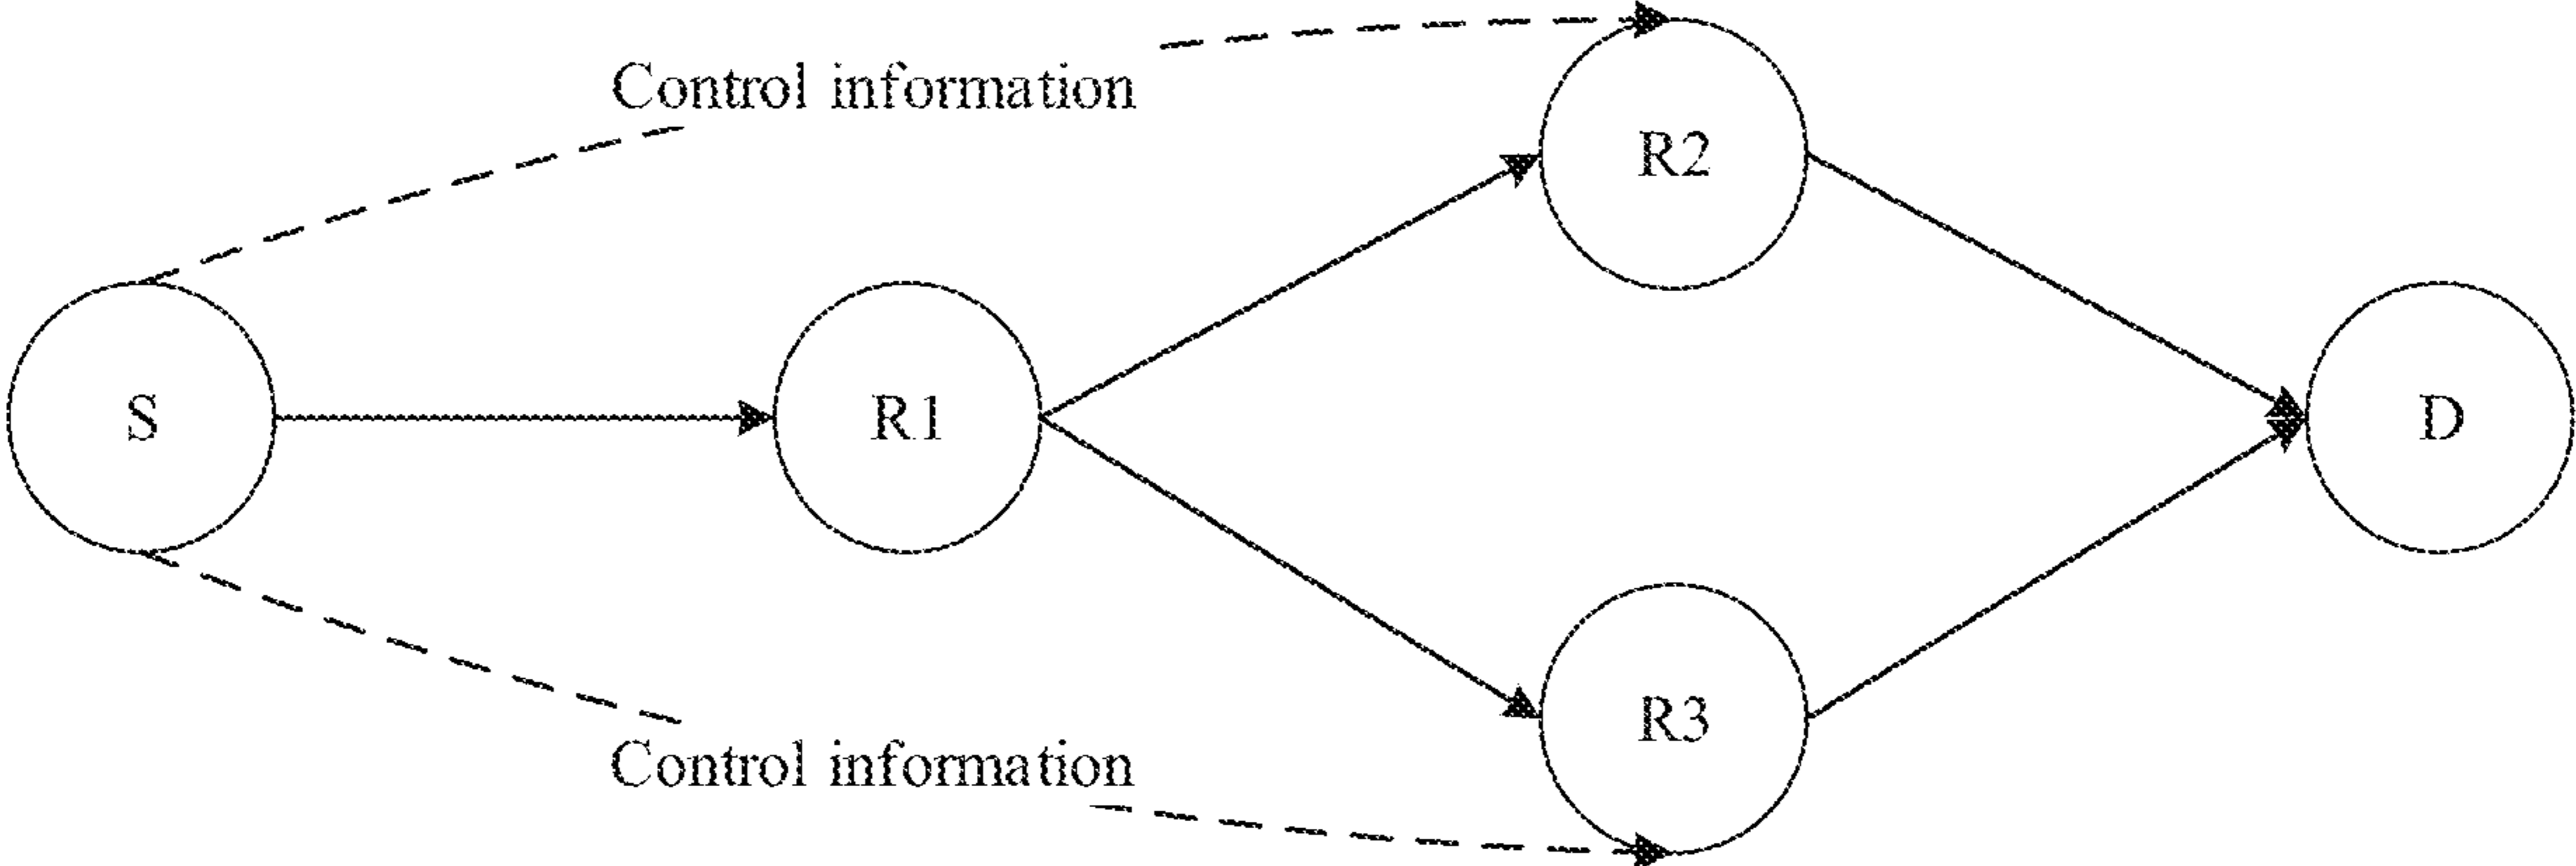 Control information
R2
S
R1
D
R3
Control information